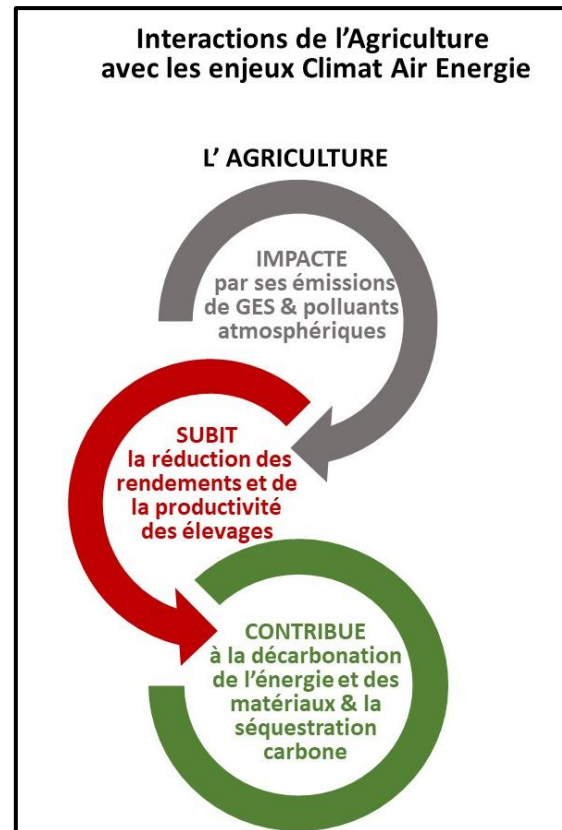 Interactions de l'Agriculture
avec les enjeux Climat Air Energie
L' AGRICULTURE
IMPACTE
par ses émissions
de GES & polluants
atmosphériques
SUBIT
la réduction des
rendements et de
la productivité
des élevages
CONTRIBUE
à la décarbonation
de l'énergie et des
matériaux & la
séquestration
carbone